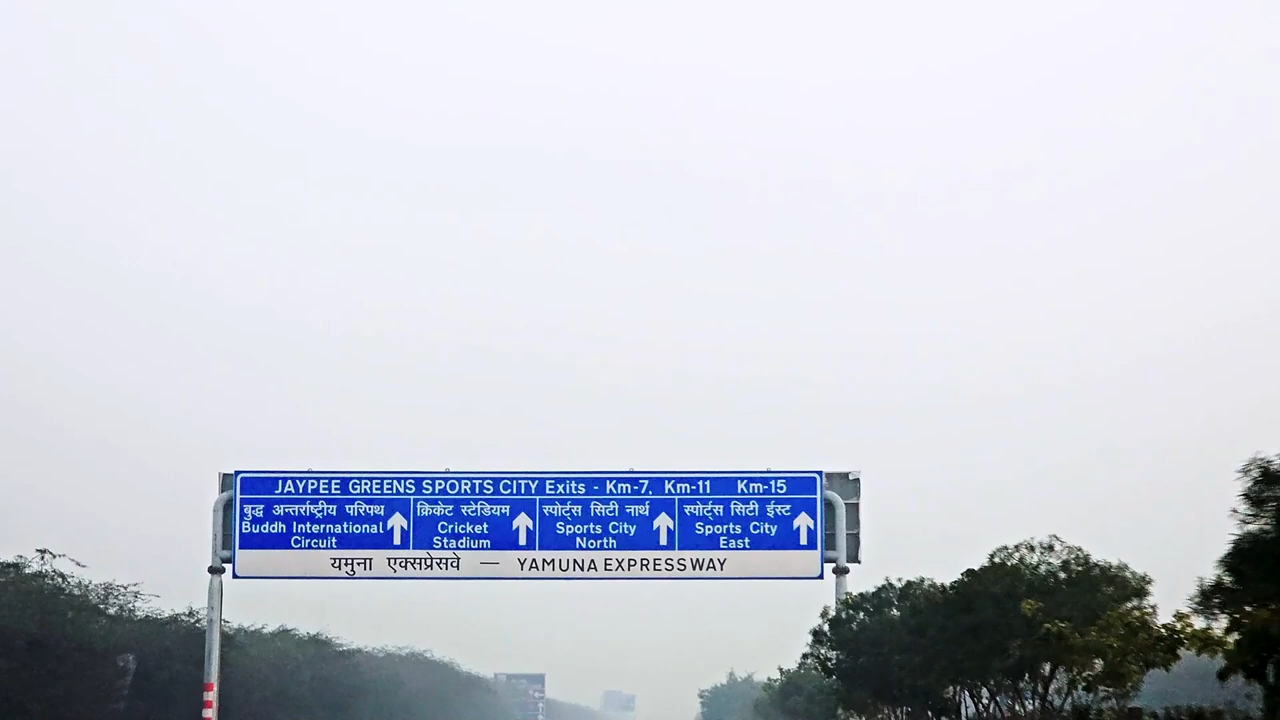 JAYPEE GREENS SPORTS CITY Exits - Km-7, Km-11 Km-15
बुद्ध अन्तर्राष्ट्रीय परिपथ
Buddh International
Circuit
क्रिकेट स्टेडियम
Cricket
Stadium
स्पोर्ट्स सिटी नार्थ
Sports City
North
स्पोर्ट्स सिटी ईस्ट
Sports City
East
यमुना एक्सप्रेसवे — YAMUNA EXPRESSWAY